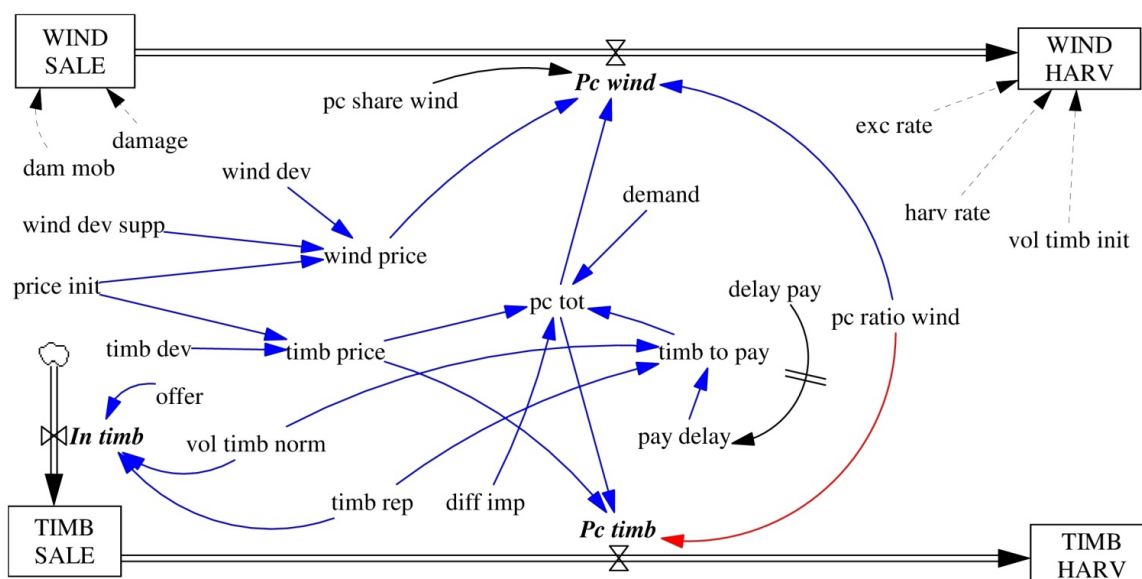 WIND
SALE
WIND
HARV
Pc wind
pc share wind
exc rate
damage
dam mob
wind dev
demand
harv rate
wind dev supp
vol timb init
wind price
price init
delay pay
pc tot
pc ratio wind
timb dev
timb price
timb to pay
offer
In timb
vol timb norm
pay delay
timb rep
diff imp
TIMB
SALE
Pc timb
TIMB
HARV